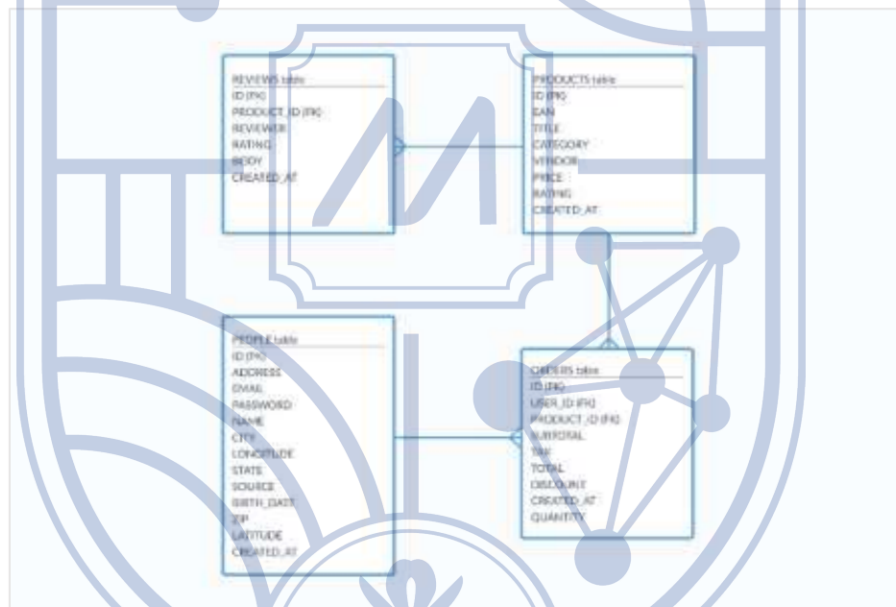 REVIEWS table
ID (PK)
PRODUCT_ID (FK)
REVIEWER
RATING
BODY
CREATED_AT
PRODUCTS table
ID (PK)
EAN
TITLE
CATEGORY
VENDOR
PRICE
RATING
CREATED_AT
PEOPLE table
ID (PK)
ADDRESS
EMAIL
PASSWORD
NAME
CITY
LONGITUDE
STATE
SOURCE
BIRTH_DATE
ZIP
LATITUDE
CREATED_AT
ORDERS table
ID (PK)
USER_ID (FK)
PRODUCT_ID (FK)
SUBTOTAL
TAX
TOTAL
DISCOUNT
CREATED_AT
QUANTITY